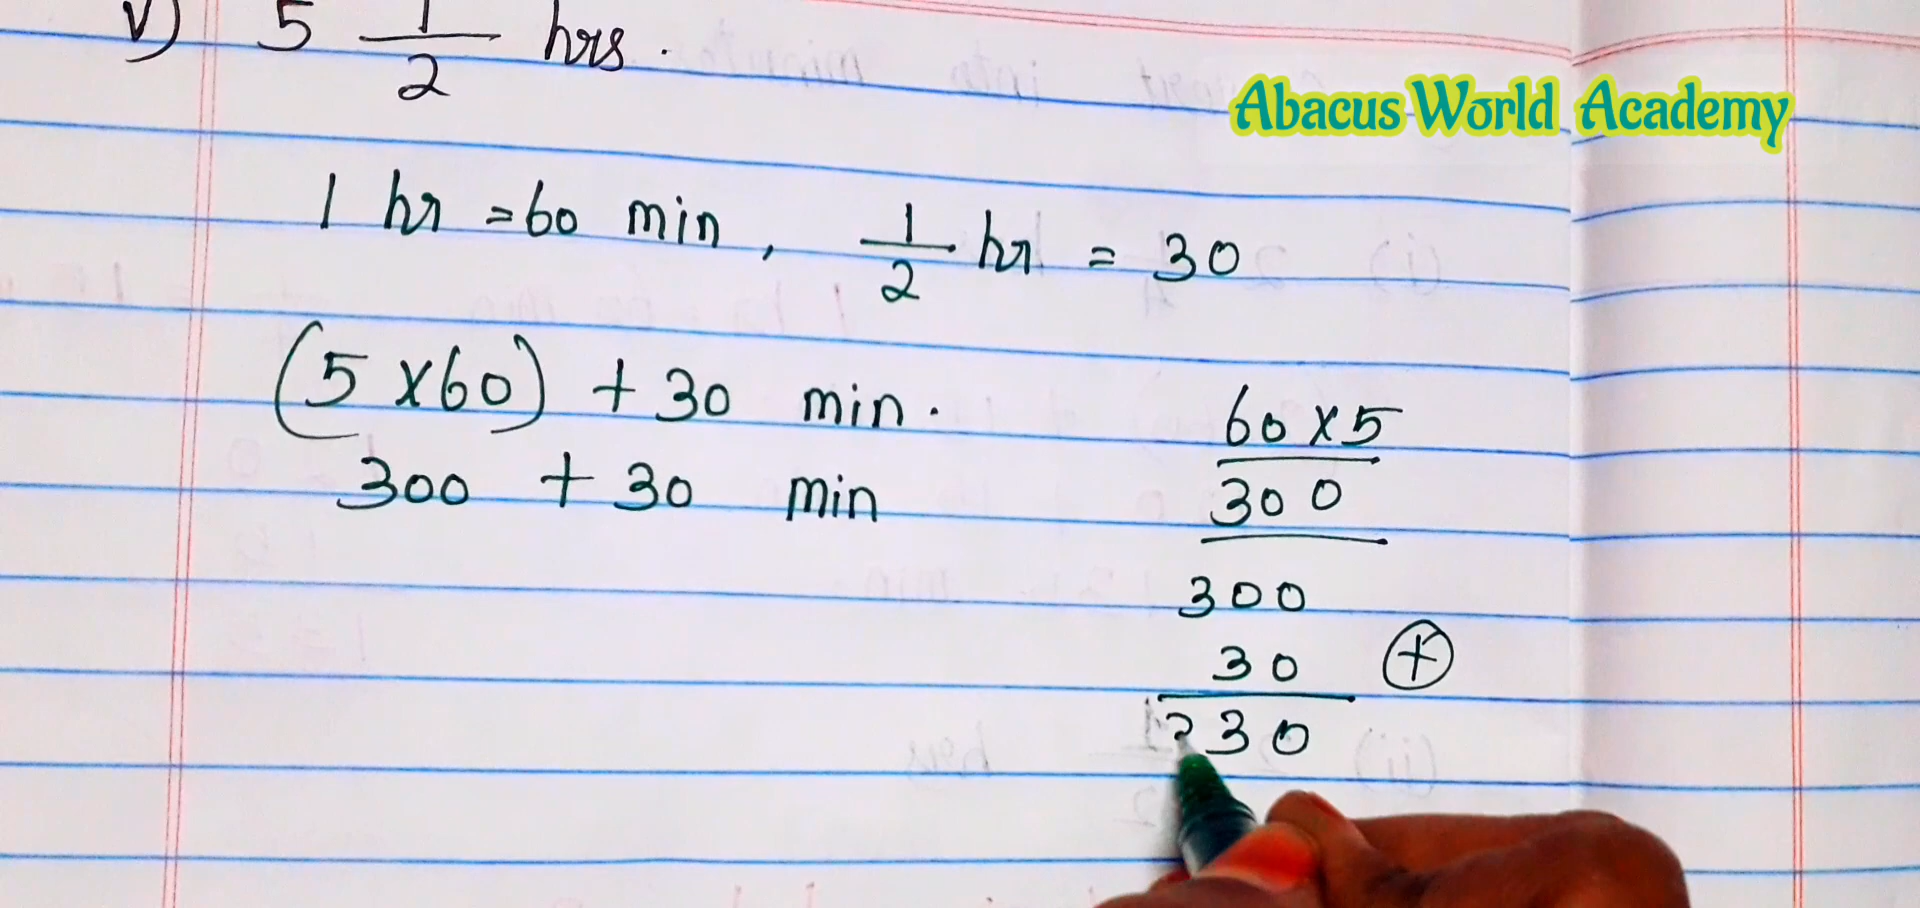 v) 5 1/2 hrs.
Abacus World Academy
1 hr = 60 min, 1/2 hr = 30
(5 x 60) + 30 min.
300 + 30 min
60 x 5
300
300
30 +
330